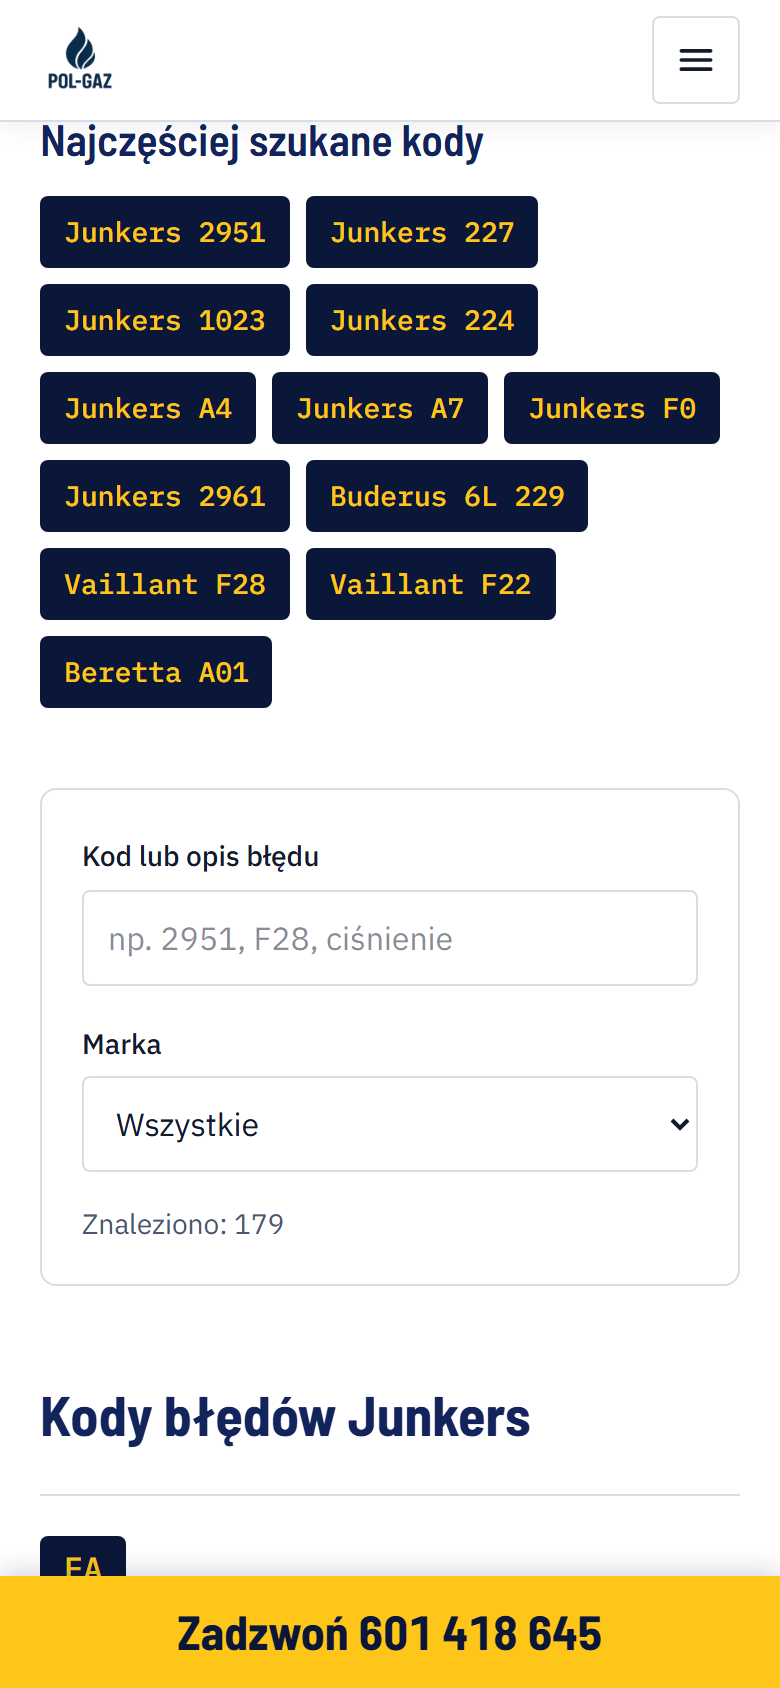 POL-GAZ
Najczęściej szukane kody
Junkers 2951
Junkers 227
Junkers 1023
Junkers 224
Junkers A4
Junkers A7
Junkers F0
Junkers 2961
Buderus 6L 229
Vaillant F28
Vaillant F22
Beretta A01
Kod lub opis błędu
np. 2951, F28, ciśnienie
Marka
Wszystkie
Znaleziono: 179
Kody błędów Junkers
EA
Zadzwoń 601 418 645